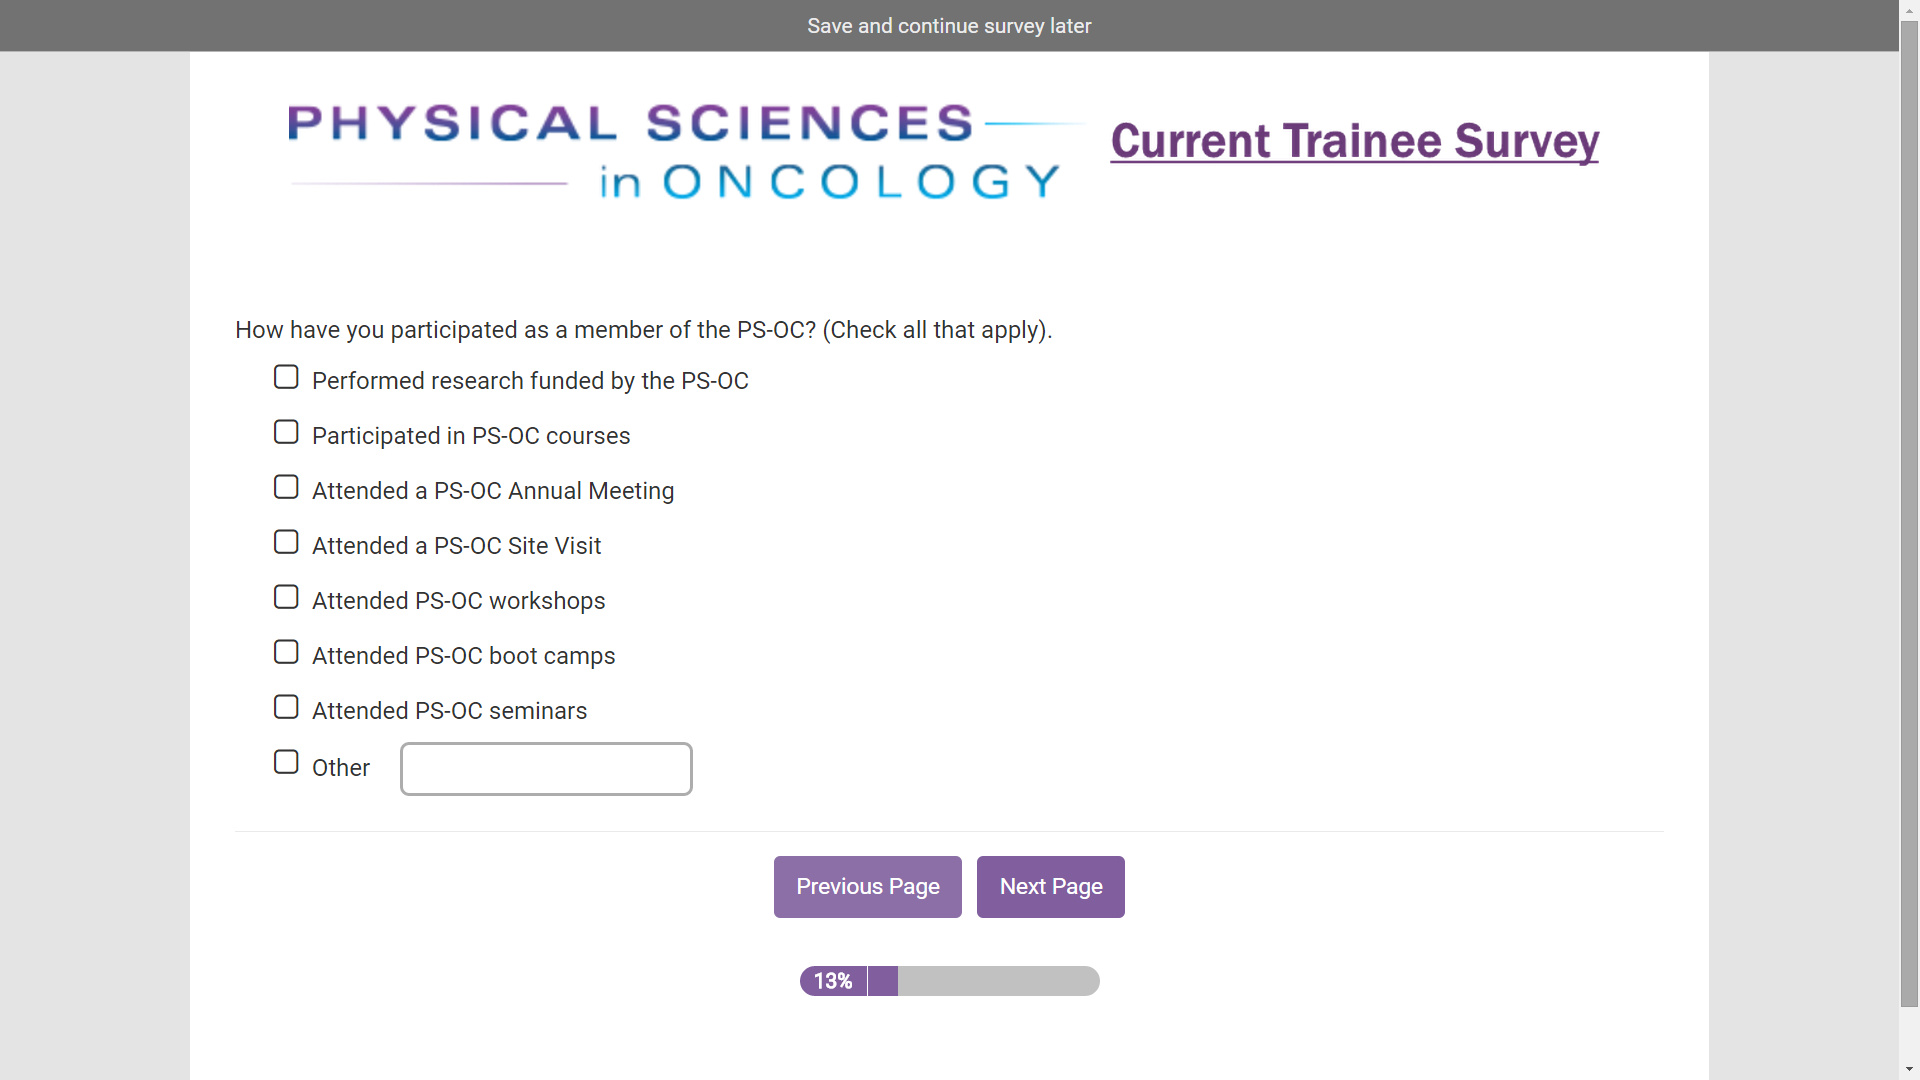 Save and continue survey later
PHYSICAL SCIENCES
in ONCOLOGY
Current Trainee Survey
How have you participated as a member of the PS-OC? (Check all that apply).
Performed research funded by the PS-OC
Participated in PS-OC courses
Attended a PS-OC Annual Meeting
Attended a PS-OC Site Visit
Attended PS-OC workshops
Attended PS-OC boot camps
Attended PS-OC seminars
Other
Previous Page
Next Page
13%